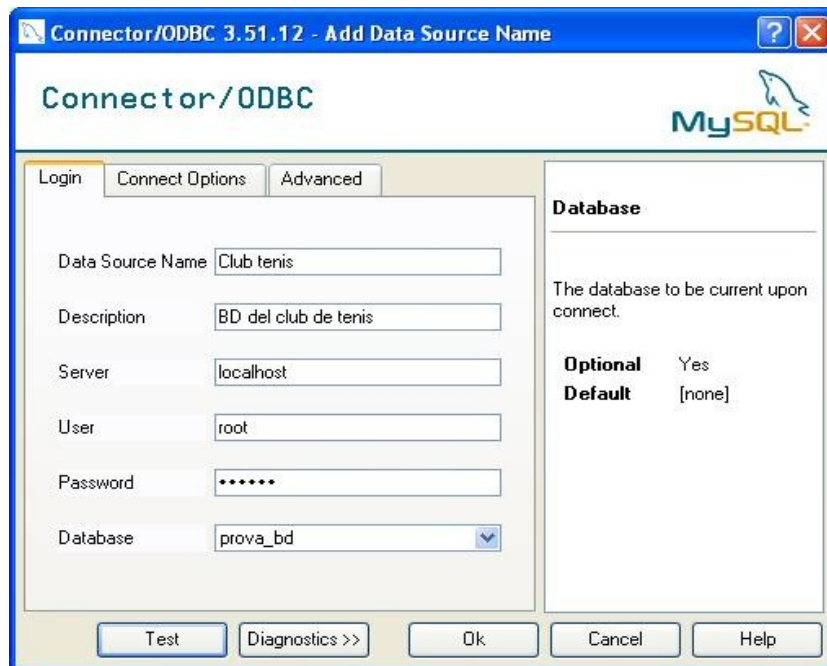 Connector/ODBC 3.51.12 - Add Data Source Name
Connector/ODBC
MySQL
Login Connect Options Advanced
Data Source Name Club tenis
Description BD del club de tenis
Server localhost
User root
Password ••••••
Database prova_bd
Database
The database to be current upon
connect.
Optional Yes
Default [none]
Test Diagnostics >> Ok Cancel Help